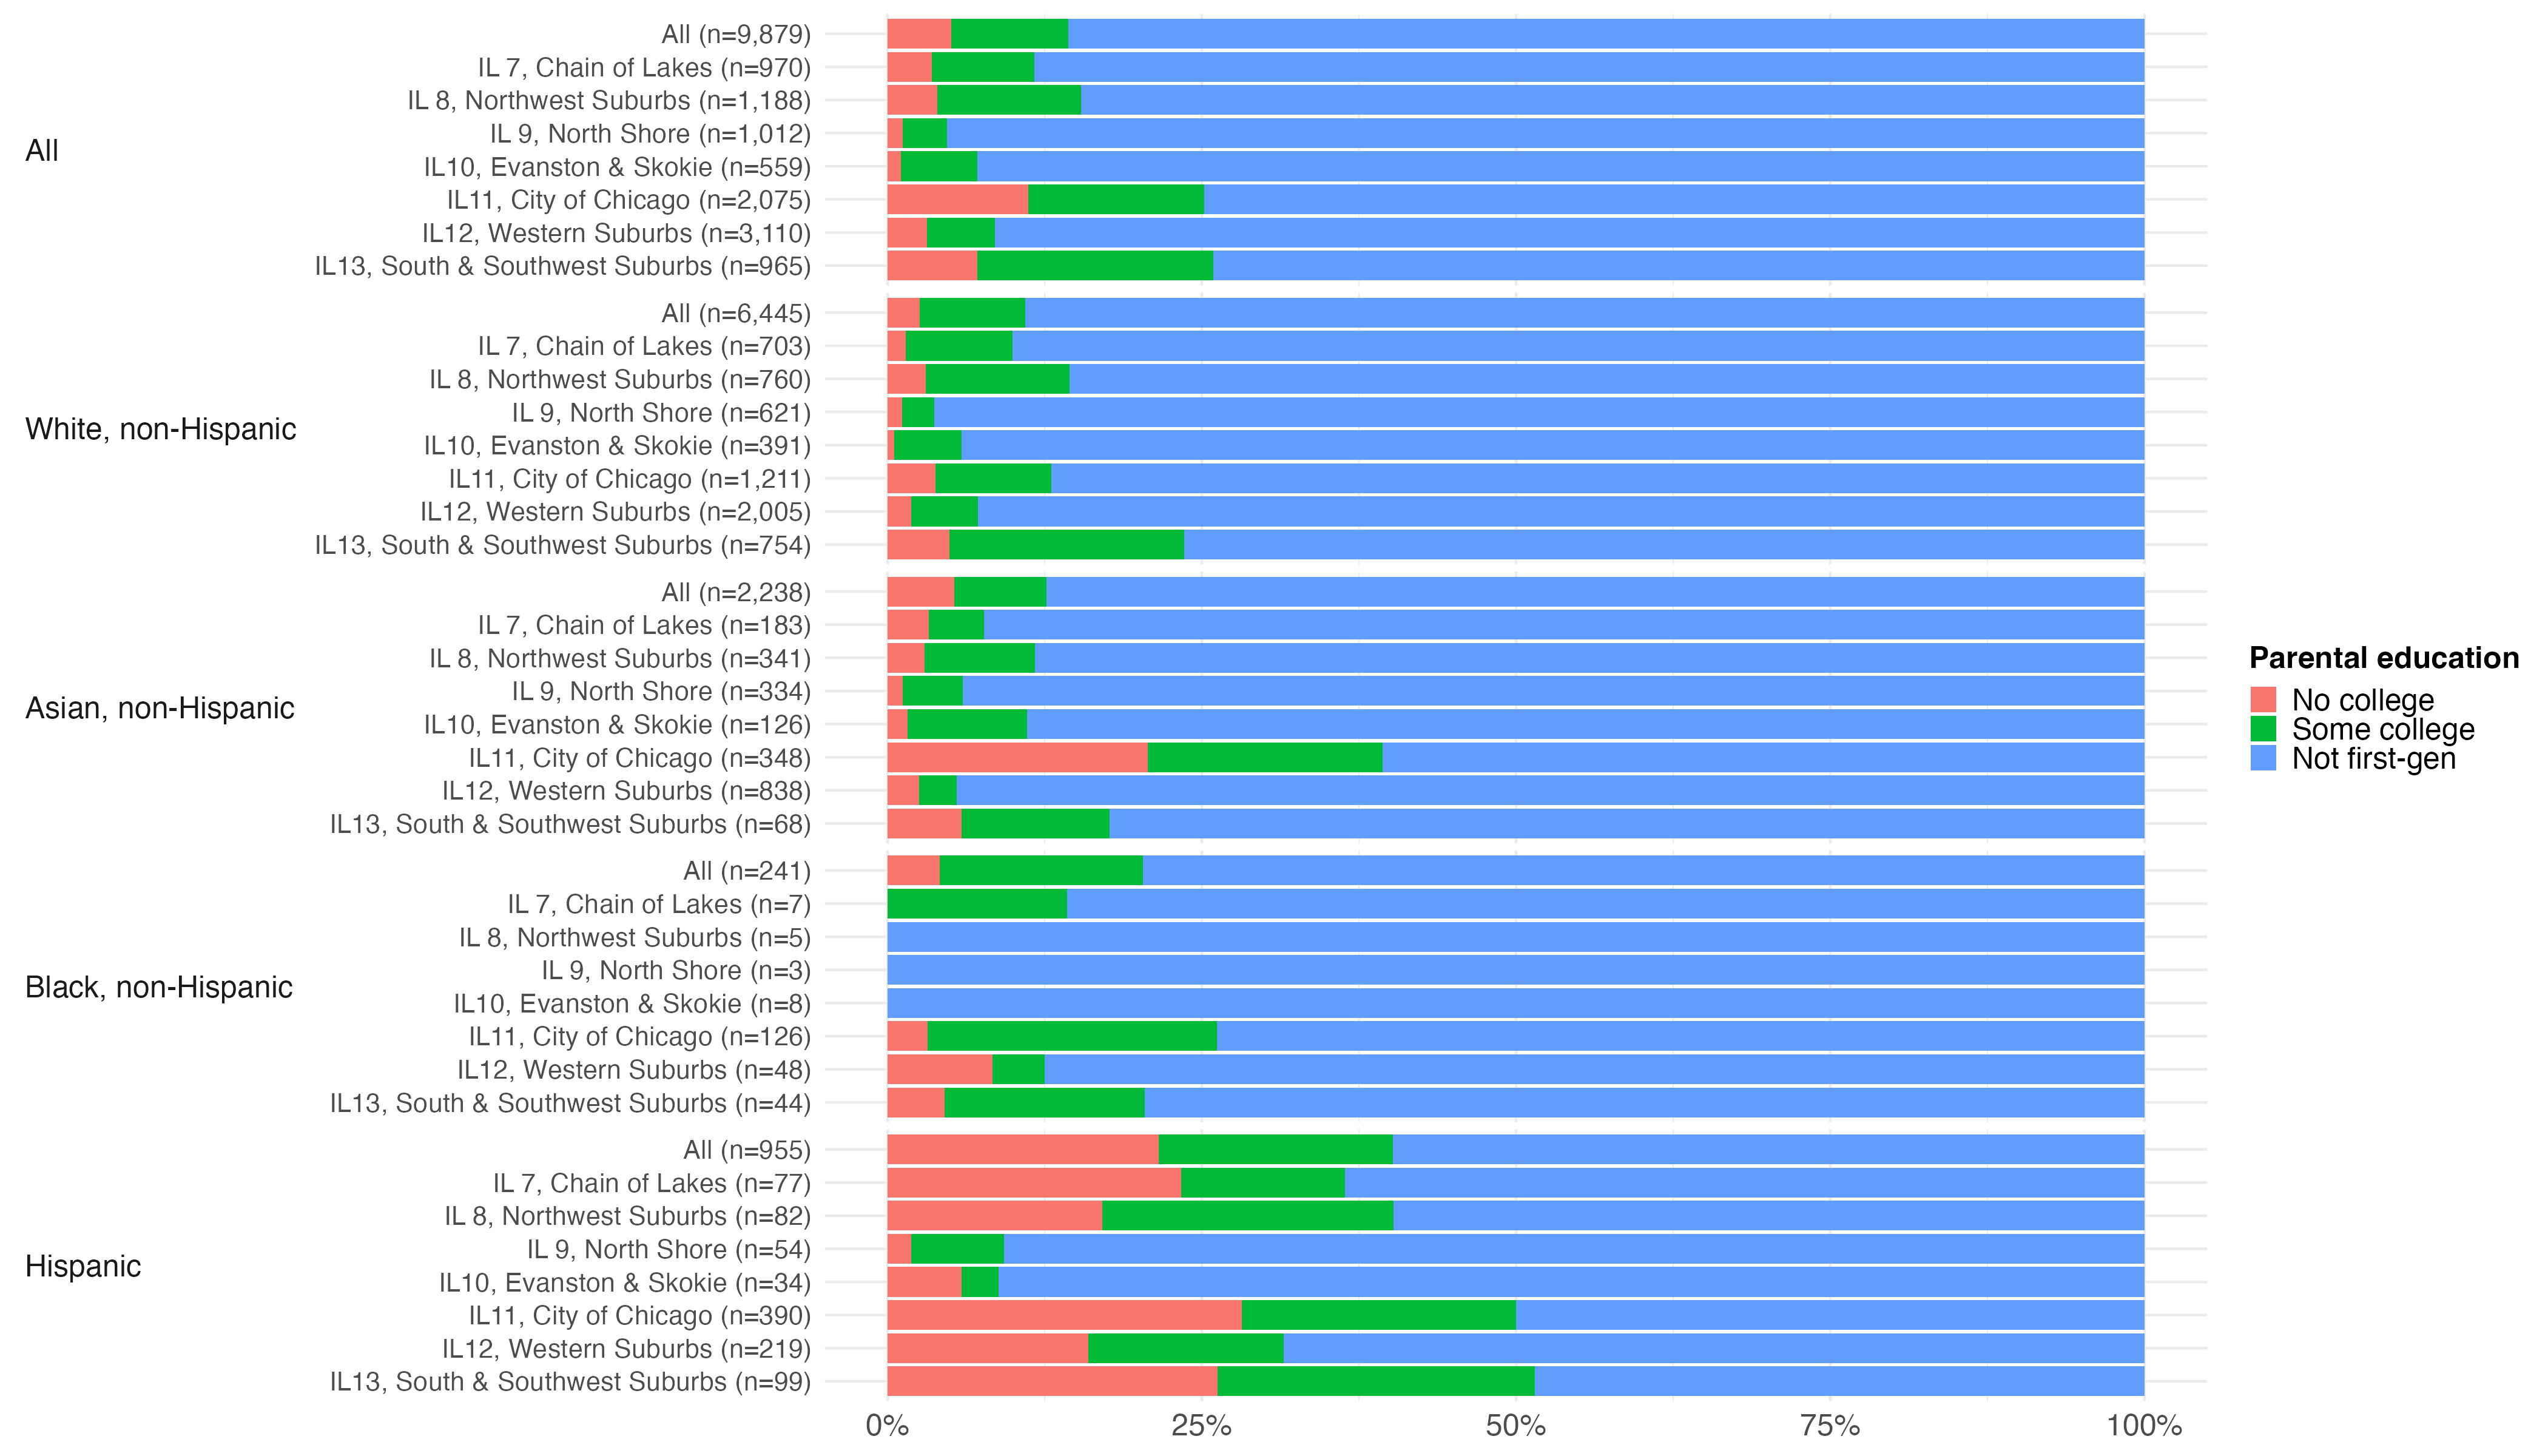 All
All (n=9,879)
IL 7, Chain of Lakes (n=970)
IL 8, Northwest Suburbs (n=1,188)
IL 9, North Shore (n=1,012)
IL10, Evanston & Skokie (n=559)
IL11, City of Chicago (n=2,075)
IL12, Western Suburbs (n=3,110)
IL13, South & Southwest Suburbs (n=965)
White, non-Hispanic
All (n=6,445)
IL 7, Chain of Lakes (n=703)
IL 8, Northwest Suburbs (n=760)
IL 9, North Shore (n=621)
IL10, Evanston & Skokie (n=391)
IL11, City of Chicago (n=1,211)
IL12, Western Suburbs (n=2,005)
IL13, South & Southwest Suburbs (n=754)
Asian, non-Hispanic
All (n=2,238)
IL 7, Chain of Lakes (n=183)
IL 8, Northwest Suburbs (n=341)
IL 9, North Shore (n=334)
IL10, Evanston & Skokie (n=126)
IL11, City of Chicago (n=348)
IL12, Western Suburbs (n=838)
IL13, South & Southwest Suburbs (n=68)
Black, non-Hispanic
All (n=241)
IL 7, Chain of Lakes (n=7)
IL 8, Northwest Suburbs (n=5)
IL 9, North Shore (n=3)
IL10, Evanston & Skokie (n=8)
IL11, City of Chicago (n=126)
IL12, Western Suburbs (n=48)
IL13, South & Southwest Suburbs (n=44)
Hispanic
All (n=955)
IL 7, Chain of Lakes (n=77)
IL 8, Northwest Suburbs (n=82)
IL 9, North Shore (n=54)
IL10, Evanston & Skokie (n=34)
IL11, City of Chicago (n=390)
IL12, Western Suburbs (n=219)
IL13, South & Southwest Suburbs (n=99)
0% 25% 50% 75% 100%
Parental education
No college
Some college
Not first-gen